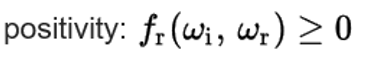 positivity: fᵣ(ωᵢ, ωᵣ) ≥ 0